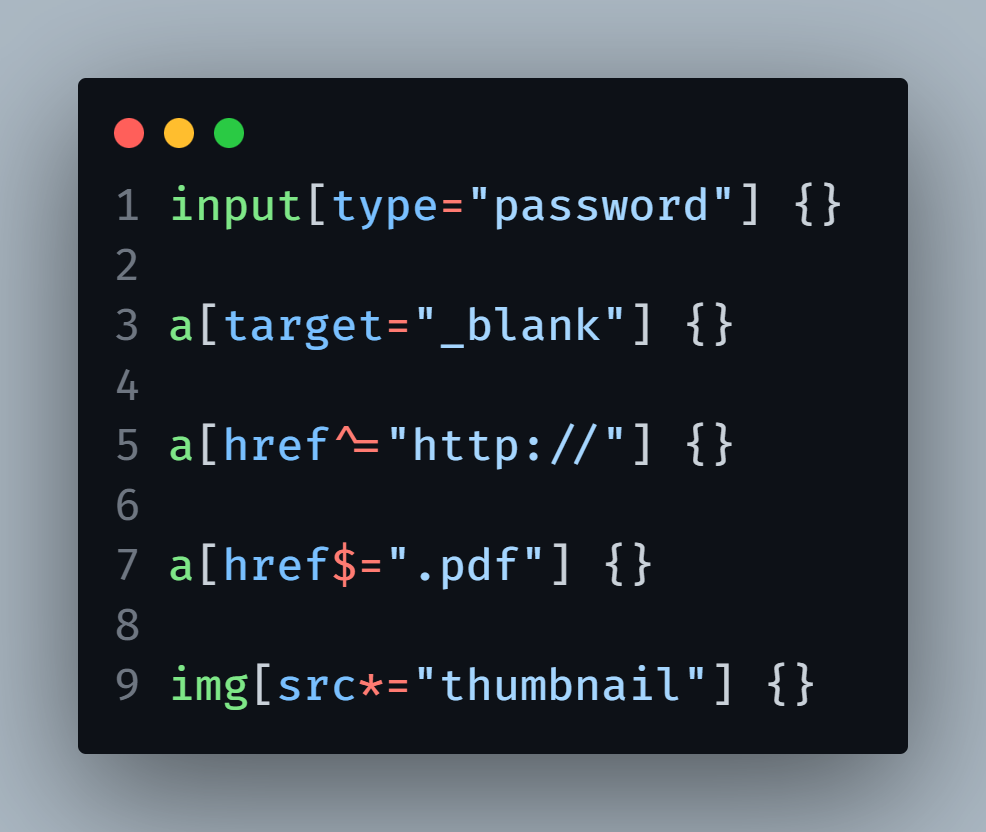 1 input[type="password"] {}
2
3 a[target="_blank"] {}
4
5 a[href^="http://"] {}
6
7 a[href$=".pdf"] {}
8
9 img[src*="thumbnail"] {}